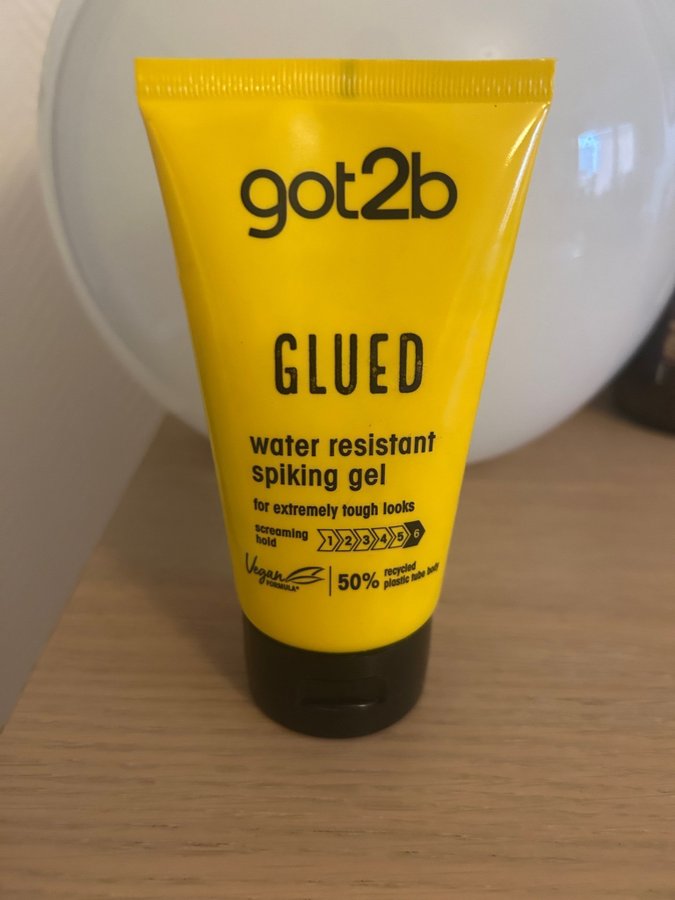 got2b
GLUED
water resistant
spiking gel
for extremely tough looks
screaming
hold
1 2 3 4 5 6
Vegan
FORMULA*
50% recycled
plastic tube body